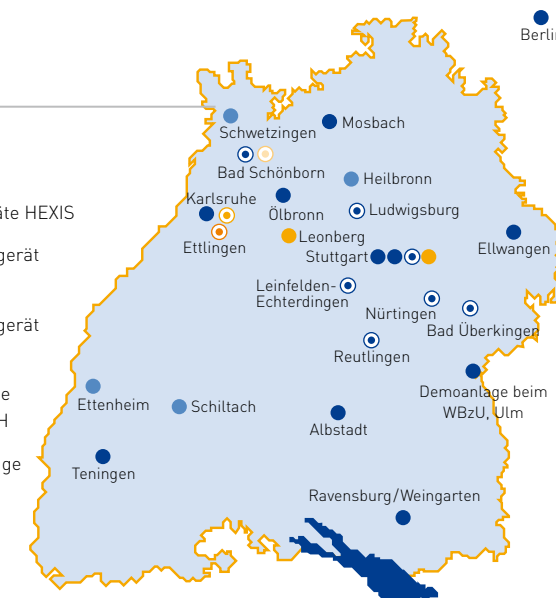 Berlin
Schwetzingen
Mosbach
Bad Schönborn
Heilbronn
Karlsruhe
Ölbronn
Ludwigsburg
äte HEXIS
Ettlingen
Leonberg
Stuttgart
Ellwangen
gerät
Leinfelden-
Echterdingen
Nürtingen
Bad Überkingen
gerät
Reutlingen
Demoanlage beim
WBzU, Ulm
e
H
Ettenheim
Schiltach
Albstadt
ge
Teningen
Ravensburg/Weingarten